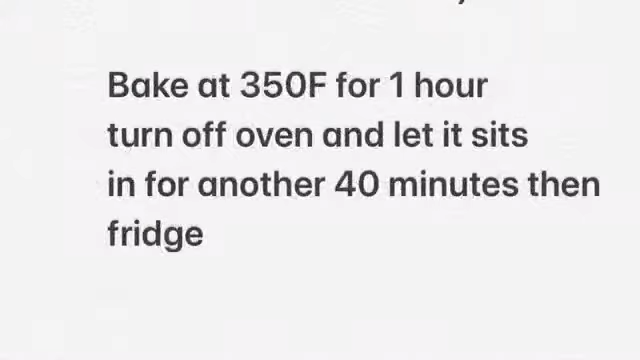 Bake at 350F for 1 hour
turn off oven and let it sits
in for another 40 minutes then
fridge